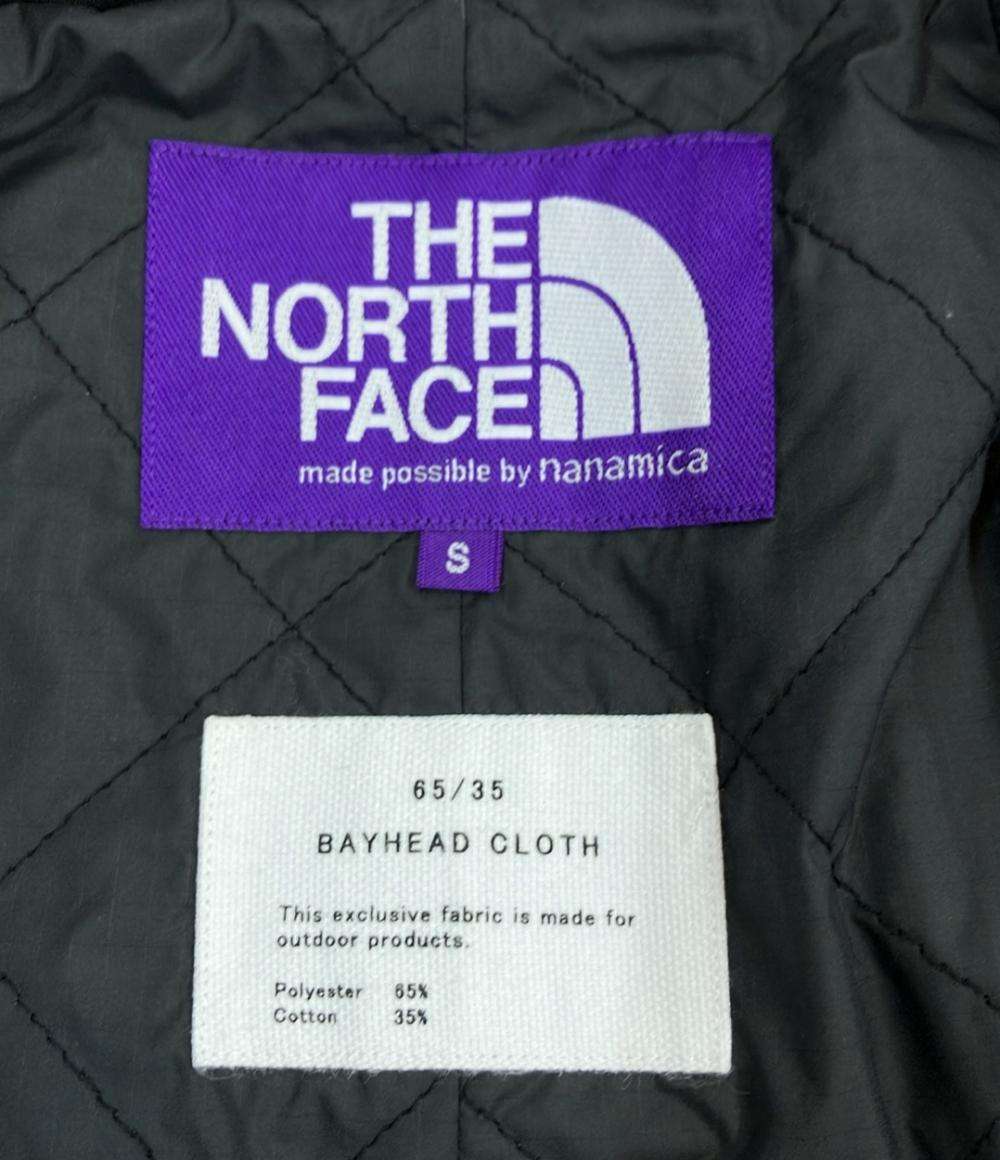 THE
NORTH
FACE
made possible by nanamica
S
65/35
BAYHEAD CLOTH
This exclusive fabric is made for
outdoor products.
Polyester 65%
Cotton 35%